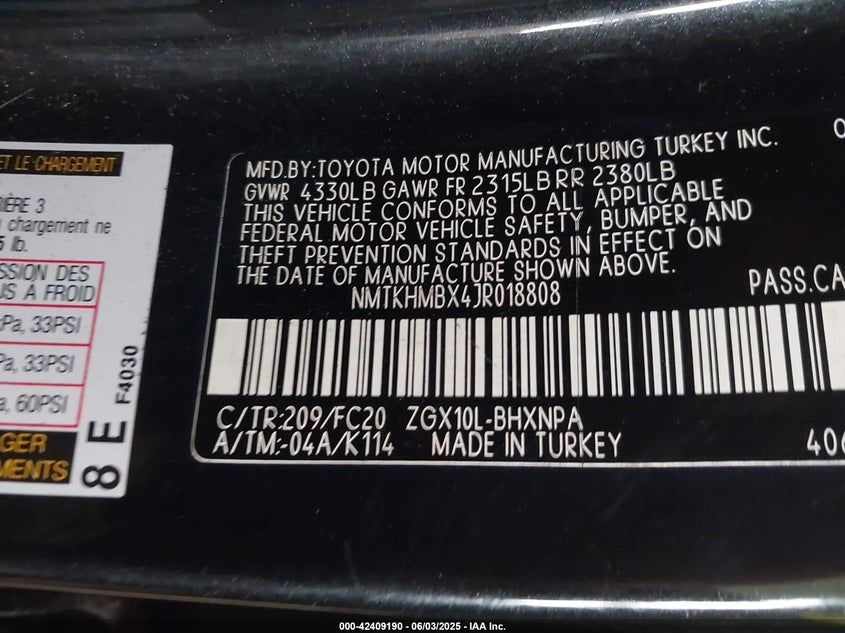 ET LE CHARGEMENT
RIÈRE 3
chargement ne
5 lb.
SSION DES
US A FROID
Pa, 33PSI
Pa, 33PSI
a, 60PSI
GER
EMENTS
8 E
F4030
MFD.BY:TOYOTA MOTOR MANUFACTURING TURKEY INC.
GVWR 4330LB GAWR FR 2315LB RR 2380LB
THIS VEHICLE CONFORMS TO ALL APPLICABLE
FEDERAL MOTOR VEHICLE SAFETY, BUMPER, AND
THEFT PREVENTION STANDARDS IN EFFECT ON
THE DATE OF MANUFACTURE SHOWN ABOVE.
NMTKHMBX4JR018808
PASS.CA
C/TR:209/FC20 ZGX10L-BHXNPA
A/TM:-04A/K114 MADE IN TURKEY
406
000-42409190 - 06/03/2025 - IAA Inc.